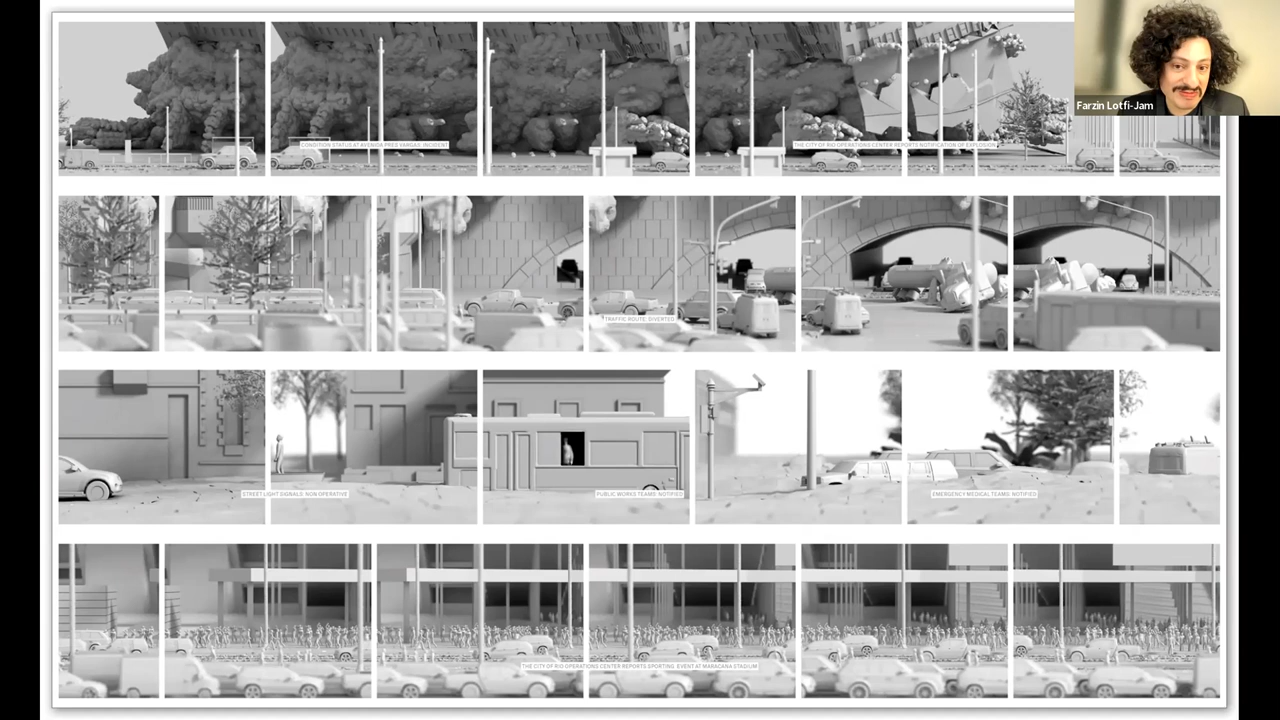 Farzin Lotfi-Jam
CONDITION STATUS AT AVENIDA PRES.VARGAS: INCIDENT
THE CITY OF RIO OPERATIONS CENTER REPORTS NOTIFICATION OF EXPLOSION
TRAFFIC ROUTE: DIVERTED
STREET LIGHT SIGNALS: NON OPERATIVE
PUBLIC WORKS TEAMS: NOTIFIED
EMERGENCY MEDICAL TEAMS: NOTIFIED
THE CITY OF RIO OPERATIONS CENTER REPORTS SPORTING EVENT AT MARACANA STADIUM